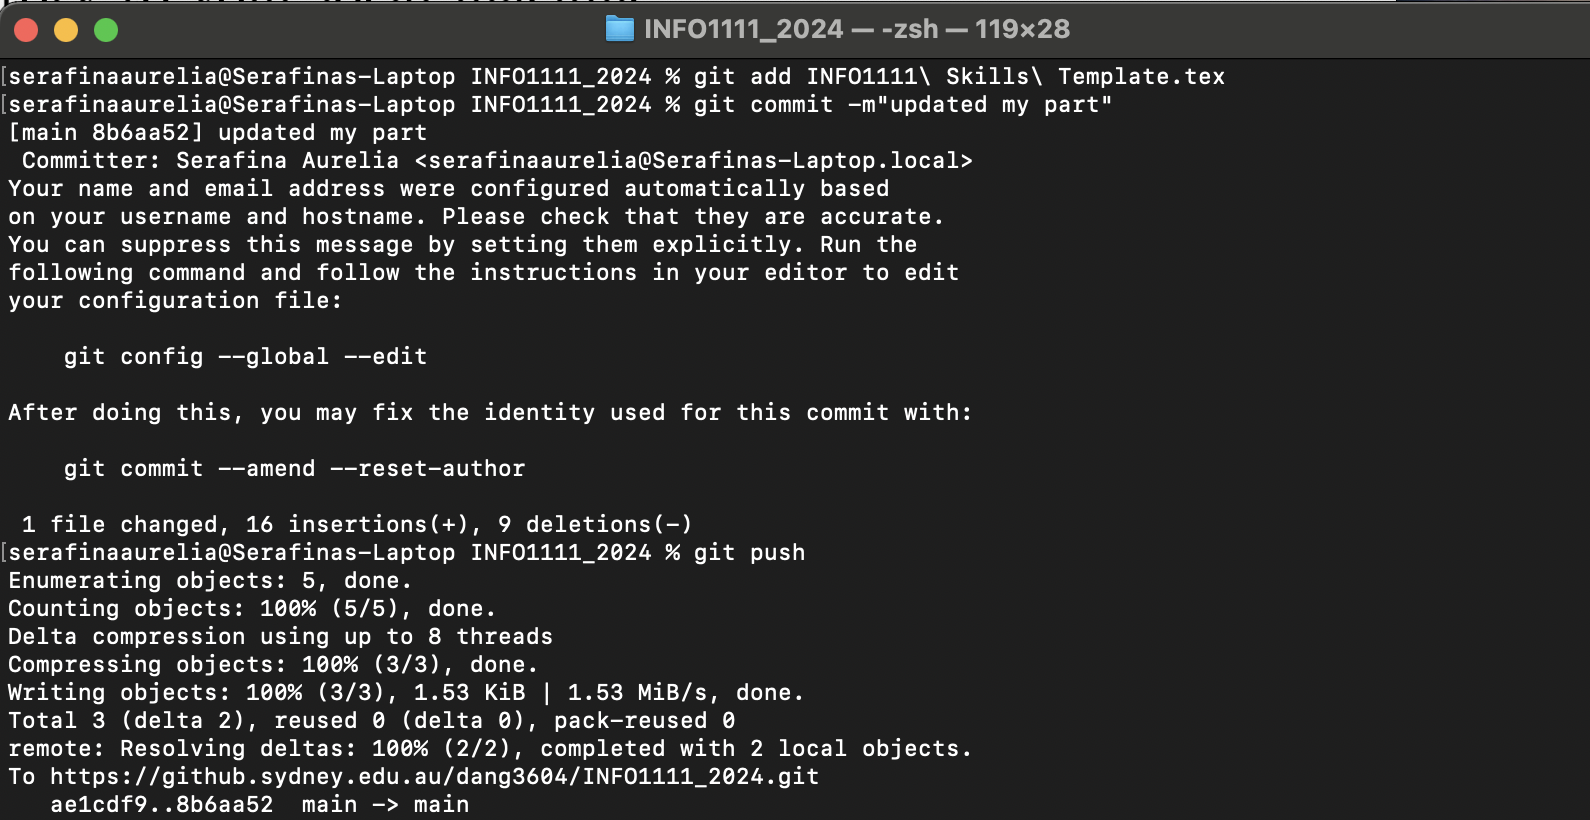 INFO1111_2024 — -zsh — 119×28
[serafinaaurelia@Serafinas-Laptop INFO1111_2024 % git add INFO1111\ Skills\ Template.tex
[serafinaaurelia@Serafinas-Laptop INFO1111_2024 % git commit -m"updated my part"
[main 8b6aa52] updated my part
 Committer: Serafina Aurelia <serafinaaurelia@Serafinas-Laptop.local>
Your name and email address were configured automatically based
on your username and hostname. Please check that they are accurate.
You can suppress this message by setting them explicitly. Run the
following command and follow the instructions in your editor to edit
your configuration file:

    git config --global --edit

After doing this, you may fix the identity used for this commit with:

    git commit --amend --reset-author

 1 file changed, 16 insertions(+), 9 deletions(-)
[serafinaaurelia@Serafinas-Laptop INFO1111_2024 % git push
Enumerating objects: 5, done.
Counting objects: 100% (5/5), done.
Delta compression using up to 8 threads
Compressing objects: 100% (3/3), done.
Writing objects: 100% (3/3), 1.53 KiB | 1.53 MiB/s, done.
Total 3 (delta 2), reused 0 (delta 0), pack-reused 0
remote: Resolving deltas: 100% (2/2), completed with 2 local objects.
To https://github.sydney.edu.au/dang3604/INFO1111_2024.git
   ae1cdf9..8b6aa52  main -> main